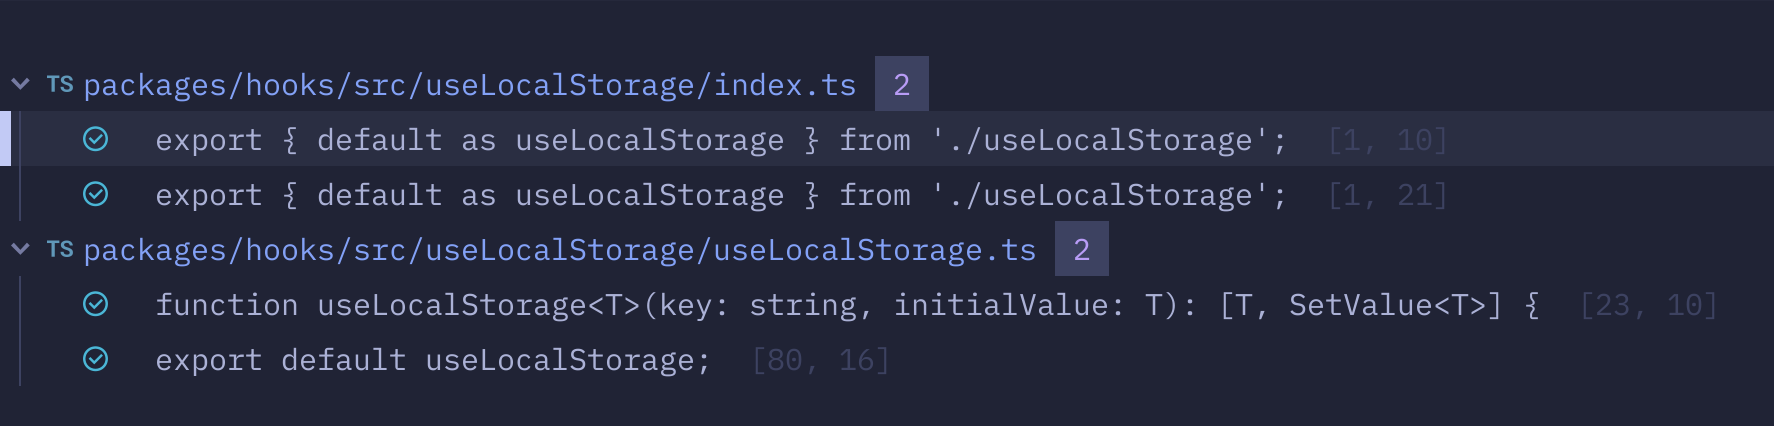 TS packages/hooks/src/useLocalStorage/index.ts 2
export { default as useLocalStorage } from './useLocalStorage'; [1, 10]
export { default as useLocalStorage } from './useLocalStorage'; [1, 21]
TS packages/hooks/src/useLocalStorage/useLocalStorage.ts 2
function useLocalStorage<T>(key: string, initialValue: T): [T, SetValue<T>] { [23, 10]
export default useLocalStorage; [80, 16]